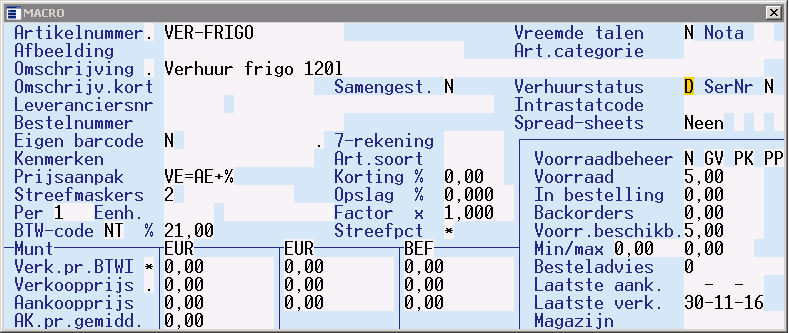 MACRO
Artikelnummer. VER-FRIGO Vreemde talen N Nota
Afbeelding Art.categorie
Omschrijving . Verhuur frigo 120l
Omschrijv.kort Samengest. N Verhuurstatus D SerNr N
Leveranciersnr Intrastatcode
Bestelnummer Spread-sheets Neen
Eigen barcode N . 7-rekening
Kenmerken Art.soort Voorraadbeheer N GV PK PP
Prijsaanpak VE=AE+% Korting % 0,00 Voorraad 5,00
Streefmaskers 2 Opslag % 0,000 In bestelling 0,00
Per 1 Eenh. Factor x 1,000 Backorders 0,00
BTW-code NT % 21,00 Streefpct * Voorr.beschikb. 5,00
Munt EUR EUR BEF Min/max 0,00 0,00
Verk.pr.BTWI * 0,00 0,00 0,00 Besteladvies 0
Verkoopprijs . 0,00 0,00 0,00 Laatste aank. - -
Aankoopprijs 0,00 0,00 0,00 Laatste verk. 30-11-16
AK.pr.gemidd. 0,00 Magazijn